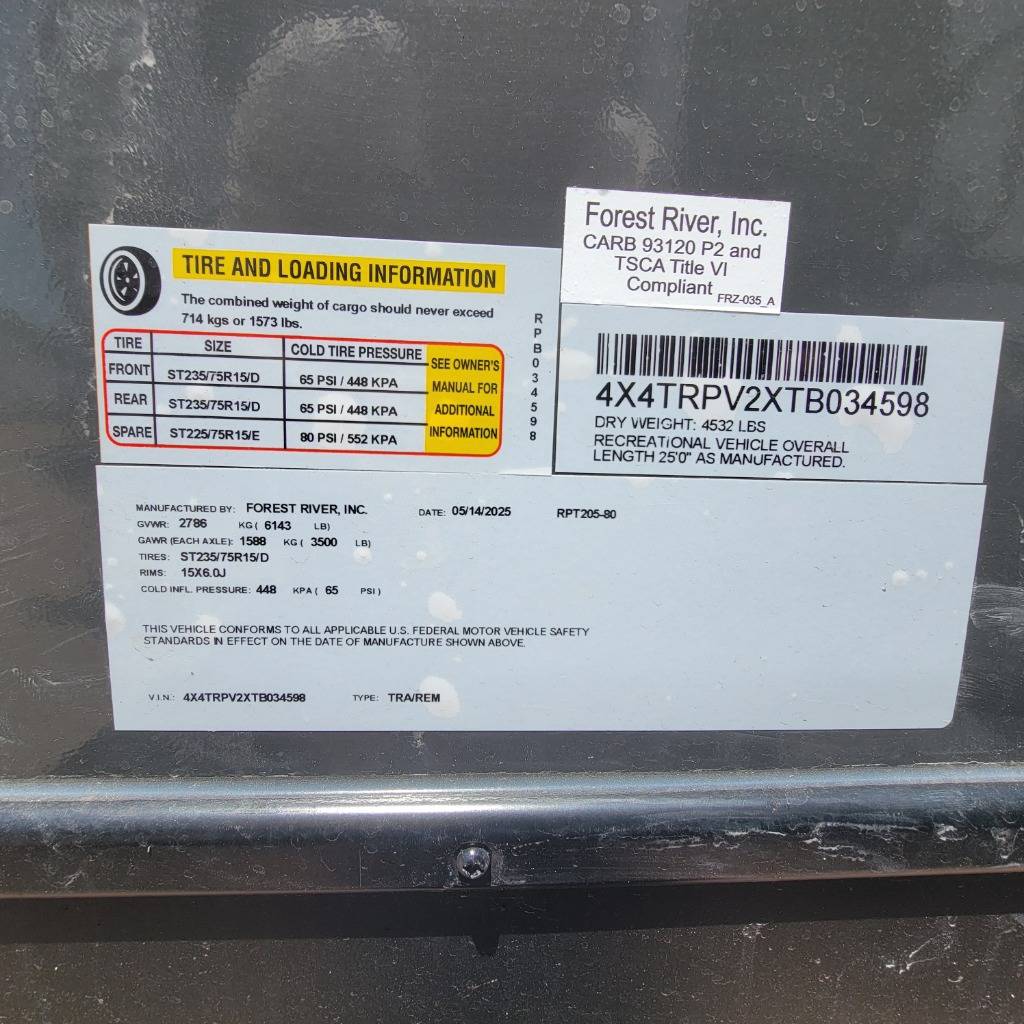 Forest River, Inc.
CARB 93120 P2 and
TSCA Title VI
Compliant
FRZ-035_A
TIRE AND LOADING INFORMATION
The combined weight of cargo should never exceed
714 kgs or 1573 lbs.
TIRE SIZE COLD TIRE PRESSURE
FRONT ST235/75R15/D 65 PSI / 448 KPA
REAR ST235/75R15/D 65 PSI / 448 KPA
SPARE ST225/75R15/E 80 PSI / 552 KPA
SEE OWNER'S
MANUAL FOR
ADDITIONAL
INFORMATION
RPB034598
4X4TRPV2XTB034598
DRY WEIGHT: 4532 LBS
RECREATIONAL VEHICLE OVERALL
LENGTH 25'0" AS MANUFACTURED.
MANUFACTURED BY: FOREST RIVER, INC. DATE: 05/14/2025 RPT205-80
GVWR: 2786 KG ( 6143 LB)
GAWR (EACH AXLE): 1588 KG ( 3500 LB)
TIRES: ST235/75R15/D
RIMS: 15X6.0J
COLD INFL. PRESSURE: 448 KPA ( 65 PSI )
THIS VEHICLE CONFORMS TO ALL APPLICABLE U.S. FEDERAL MOTOR VEHICLE SAFETY
STANDARDS IN EFFECT ON THE DATE OF MANUFACTURE SHOWN ABOVE.
V.I.N.: 4X4TRPV2XTB034598 TYPE: TRA/REM